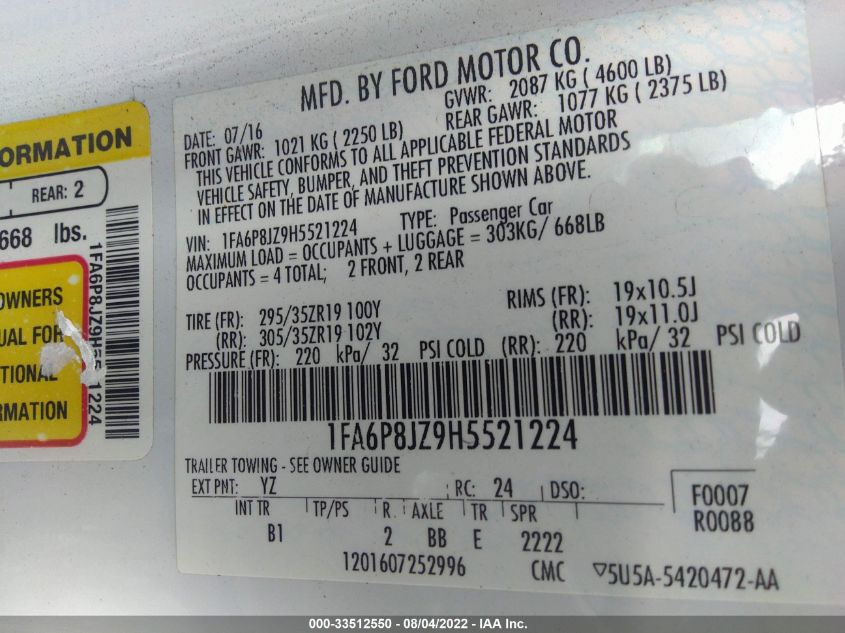 ORMATION
REAR: 2
668 lbs.
1FA6P8JZ9H55 1224
OWNERS
UAL FOR
TIONAL
RMATION
MFD. BY FORD MOTOR CO.
DATE: 07/16 GVWR: 2087 KG ( 4600 LB)
FRONT GAWR: 1021 KG ( 2250 LB) REAR GAWR: 1077 KG ( 2375 LB)
THIS VEHICLE CONFORMS TO ALL APPLICABLE FEDERAL MOTOR
VEHICLE SAFETY, BUMPER, AND THEFT PREVENTION STANDARDS
IN EFFECT ON THE DATE OF MANUFACTURE SHOWN ABOVE.
VIN: 1FA6P8JZ9H5521224 TYPE: Passenger Car
MAXIMUM LOAD = OCCUPANTS + LUGGAGE = 303KG/ 668LB
OCCUPANTS = 4 TOTAL; 2 FRONT, 2 REAR
TIRE (FR): 295/35ZR19 100Y RIMS (FR): 19x10.5J
(RR): 305/35ZR19 102Y (RR): 19x11.0J
PRESSURE (FR): 220 kPa/ 32 PSI COLD (RR): 220 kPa/ 32 PSI COLD
1FA6P8JZ9H5521224
TRAILER TOWING - SEE OWNER GUIDE
EXT PNT: YZ RC: 24 DSO: F0007
INT TR TP/PS R. AXLE TR SPR R0088
B1 2 BB E 2222
1201607252996 CMC ▽5U5A-5420472-AA
000-33512550 - 08/04/2022 - IAA Inc.